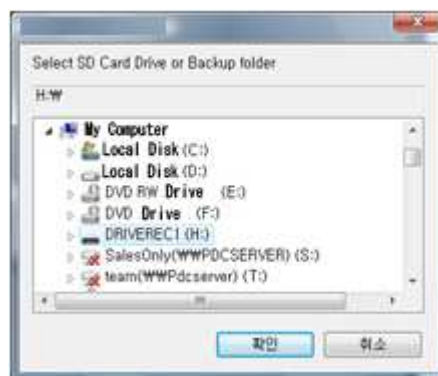 Select SD Card Drive or Backup folder
H:₩
My Computer
Local Disk (C:)
Local Disk (D:)
DVD RW Drive (E:)
DVD Drive (F:)
DRIVEREC1 (H:)
SalesOnly(₩₩PDCSERVER) (S:)
team(₩₩Pdcserver) (T:)
확인 취소